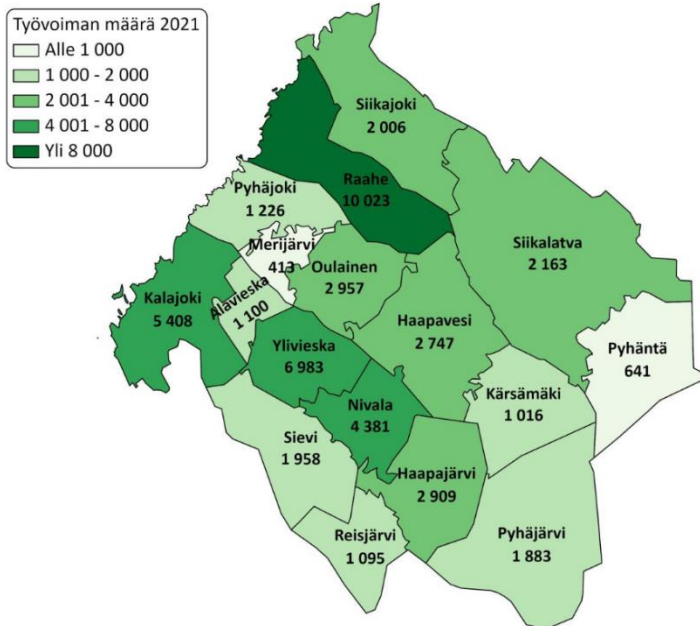 Työvoiman määrä 2021
Alle 1 000
1 000 - 2 000
2 001 - 4 000
4 001 - 8 000
Yli 8 000
Siikajoki
2 006
Raahe
10 023
Pyhäjoki
1 226
Merijärvi
413
Siikalatva
2 163
Oulainen
2 957
Kalajoki
5 408
Alavieska
1 100
Haapavesi
2 747
Pyhäntä
641
Ylivieska
6 983
Kärsämäki
1 016
Nivala
4 381
Sievi
1 958
Haapajärvi
2 909
Reisjärvi
1 095
Pyhäjärvi
1 883